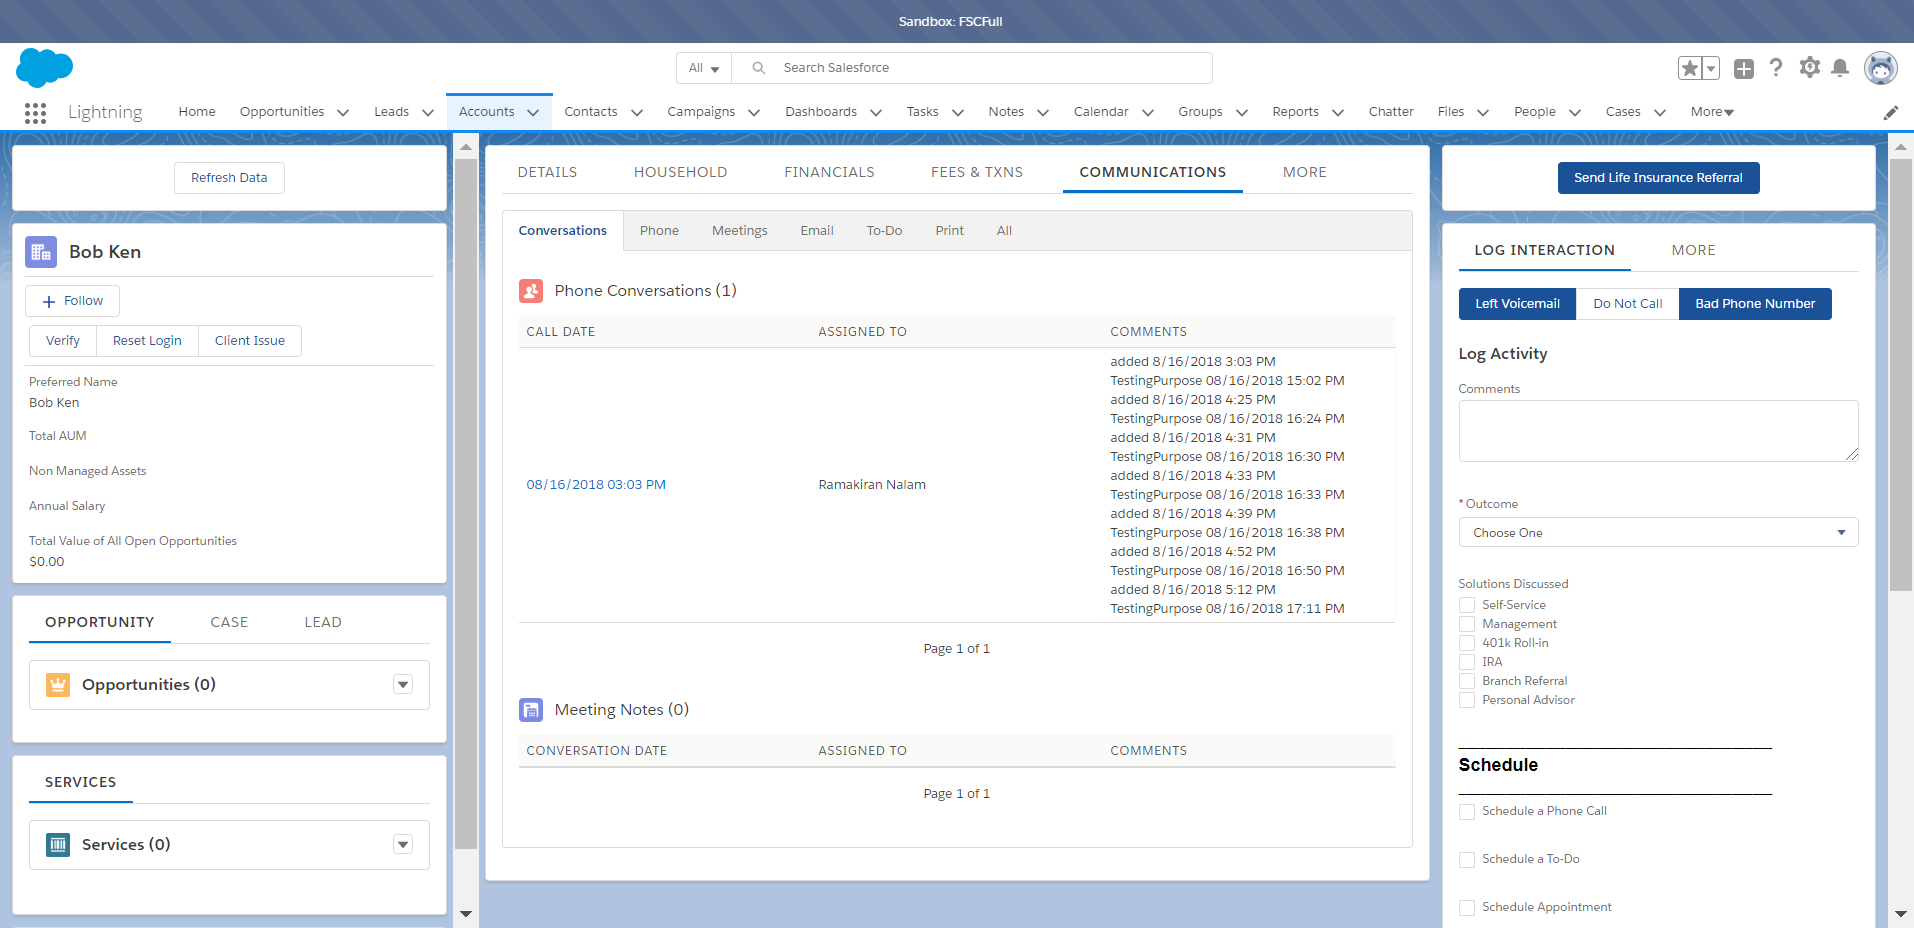 Sandbox: FSCFull
All
Search Salesforce
Lightning
Home
Opportunities
Leads
Accounts
Contacts
Campaigns
Dashboards
Tasks
Notes
Calendar
Groups
Reports
Chatter
Files
People
Cases
More
Refresh Data
Bob Ken
+ Follow
Verify
Reset Login
Client Issue
Preferred Name
Bob Ken
Total AUM
Non Managed Assets
Annual Salary
Total Value of All Open Opportunities
$0.00
OPPORTUNITY
CASE
LEAD
Opportunities (0)
SERVICES
Services (0)
DETAILS
HOUSEHOLD
FINANCIALS
FEES & TXNS
COMMUNICATIONS
MORE
Conversations
Phone
Meetings
Email
To-Do
Print
All
Phone Conversations (1)
CALL DATE
ASSIGNED TO
COMMENTS
08/16/2018 03:03 PM
Ramakiran Nalam
added 8/16/2018 3:03 PM
TestingPurpose 08/16/2018 15:02 PM
added 8/16/2018 4:25 PM
TestingPurpose 08/16/2018 16:24 PM
added 8/16/2018 4:31 PM
TestingPurpose 08/16/2018 16:30 PM
added 8/16/2018 4:33 PM
TestingPurpose 08/16/2018 16:33 PM
added 8/16/2018 4:39 PM
TestingPurpose 08/16/2018 16:38 PM
added 8/16/2018 4:52 PM
TestingPurpose 08/16/2018 16:50 PM
added 8/16/2018 5:12 PM
TestingPurpose 08/16/2018 17:11 PM
Page 1 of 1
Meeting Notes (0)
CONVERSATION DATE
ASSIGNED TO
COMMENTS
Page 1 of 1
Send Life Insurance Referral
LOG INTERACTION
MORE
Left Voicemail
Do Not Call
Bad Phone Number
Log Activity
Comments
*Outcome
Choose One
Solutions Discussed
Self-Service
Management
401k Roll-in
IRA
Branch Referral
Personal Advisor
Schedule
Schedule a Phone Call
Schedule a To-Do
Schedule Appointment